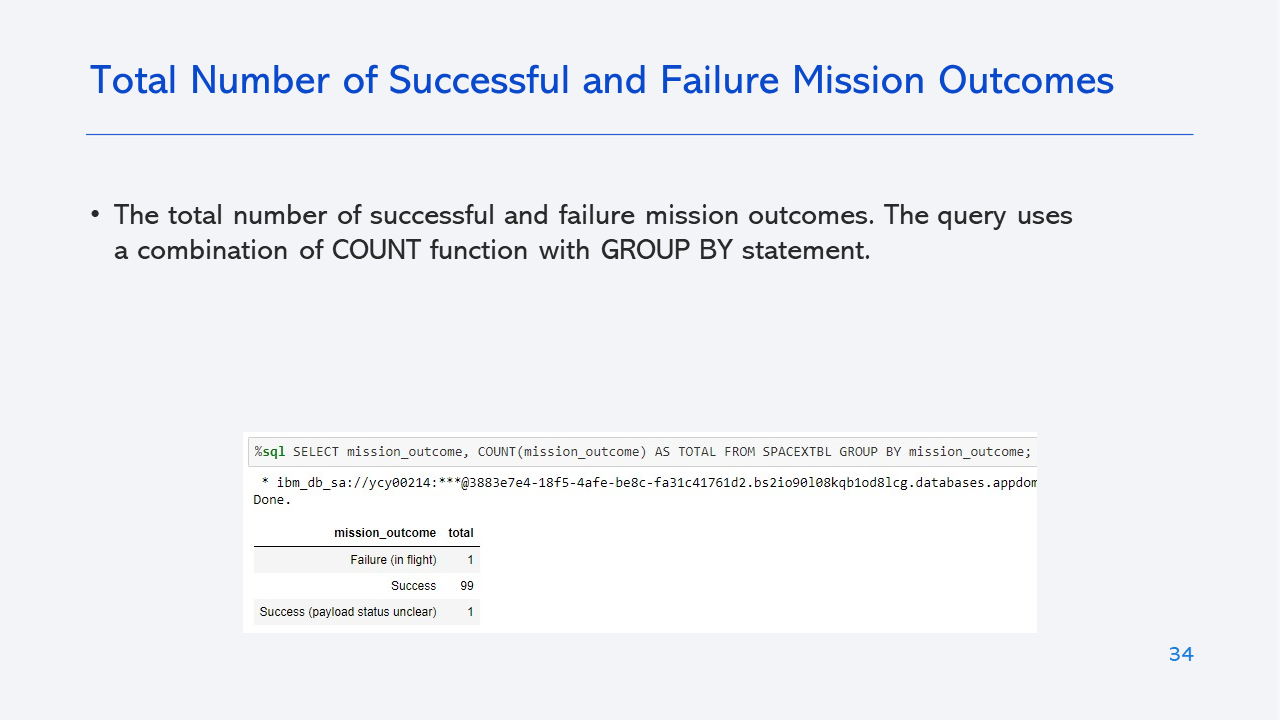 Total Number of Successful and Failure Mission Outcomes
• The total number of successful and failure mission outcomes. The query uses
a combination of COUNT function with GROUP BY statement.
%sql SELECT mission_outcome, COUNT(mission_outcome) AS TOTAL FROM SPACEXTBL GROUP BY mission_outcome;
* ibm_db_sa://ycy00214:***@3883e7e4-18f5-4afe-be8c-fa31c41761d2.bs2io90l08kqb1od8lcg.databases.appdom
Done.
mission_outcome total
Failure (in flight) 1
Success 99
Success (payload status unclear) 1
34